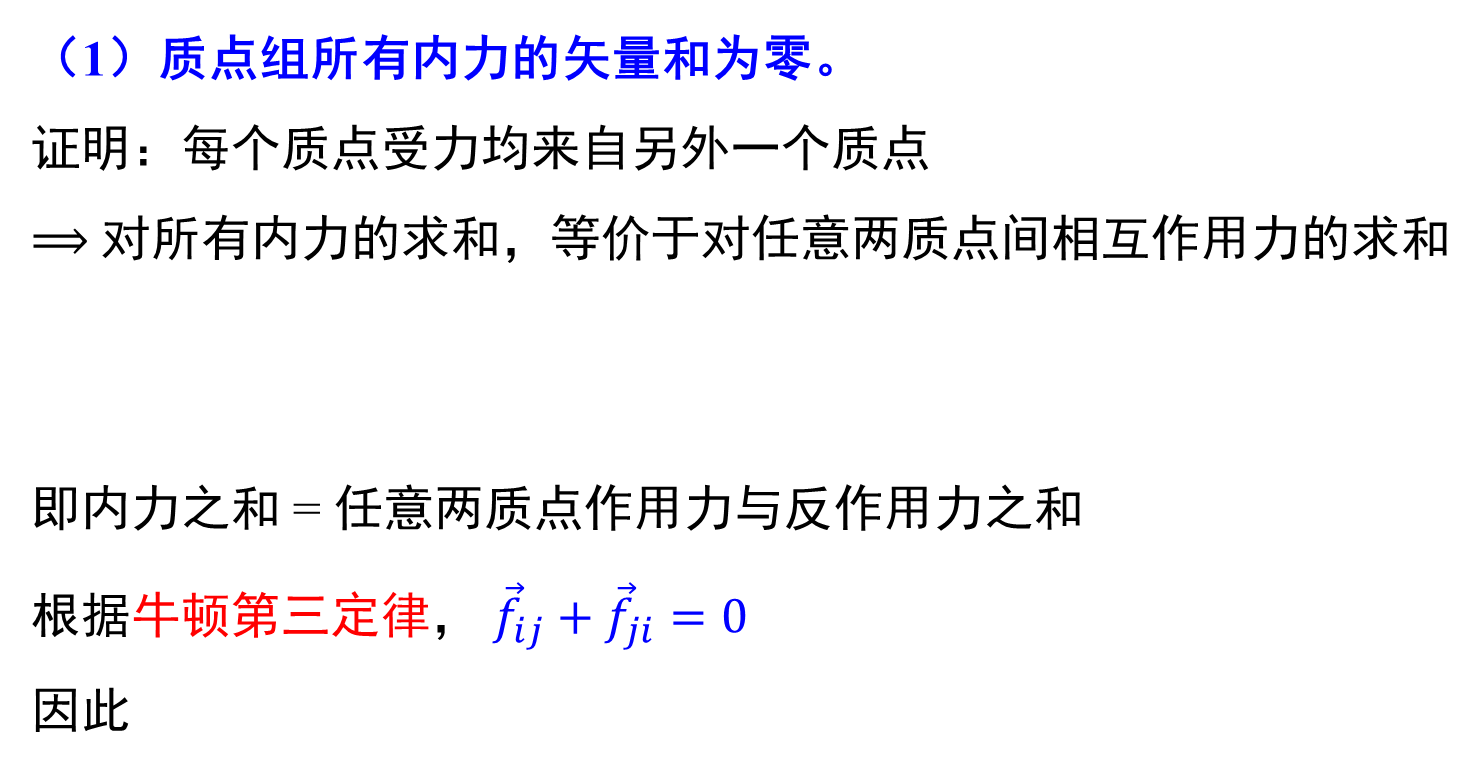 （1）质点组所有内力的矢量和为零。
证明：每个质点受力均来自另外一个质点
⟹ 对所有内力的求和，等价于对任意两质点间相互作用力的求和
即内力之和 = 任意两质点作用力与反作用力之和
根据牛顿第三定律， $\vec{f}_{ij} + \vec{f}_{ji} = 0$
因此